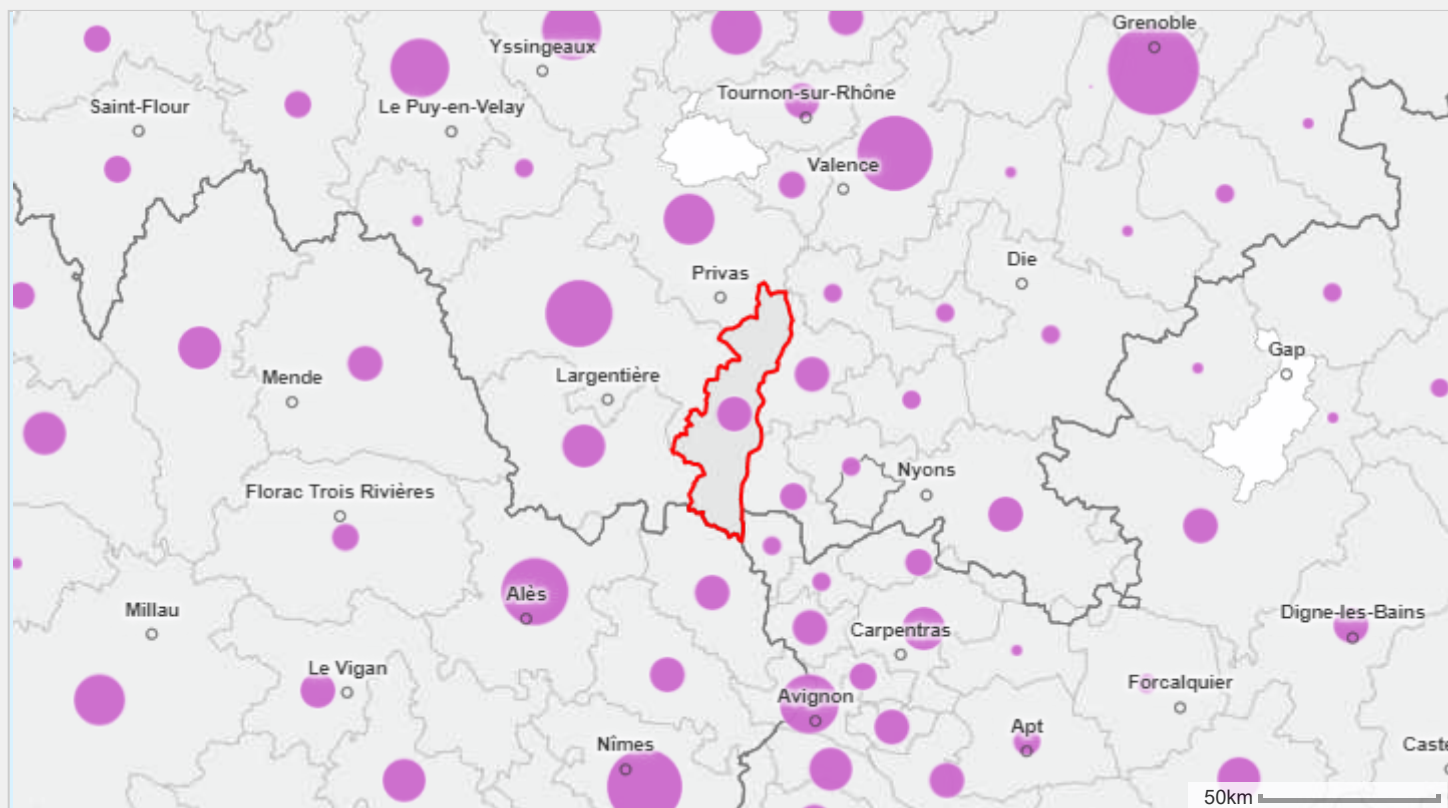 Grenoble
Yssingeaux
Tournon-sur-Rhône
Saint-Flour
Le Puy-en-Velay
Valence
Die
Privas
Gap
Mende
Largentière
Nyons
Florac Trois Rivières
Alès
Millau
Digne-les-Bains
Carpentras
Le Vigan
Forcalquier
Avignon
Apt
Nîmes
Caste
50km